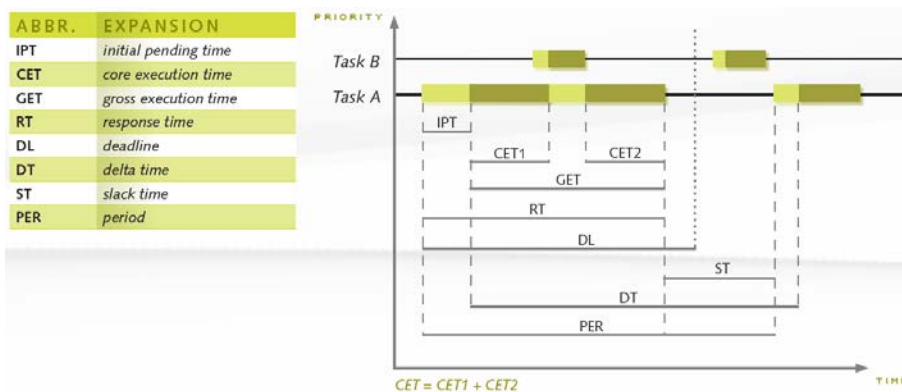 ABBR. EXPANSION
IPT initial pending time
CET core execution time
GET gross execution time
RT response time
DL deadline
DT delta time
ST slack time
PER period
PRIORITY
Task B
Task A
IPT
CET1 CET2
GET
RT
DL
ST
DT
PER
CET = CET1 + CET2